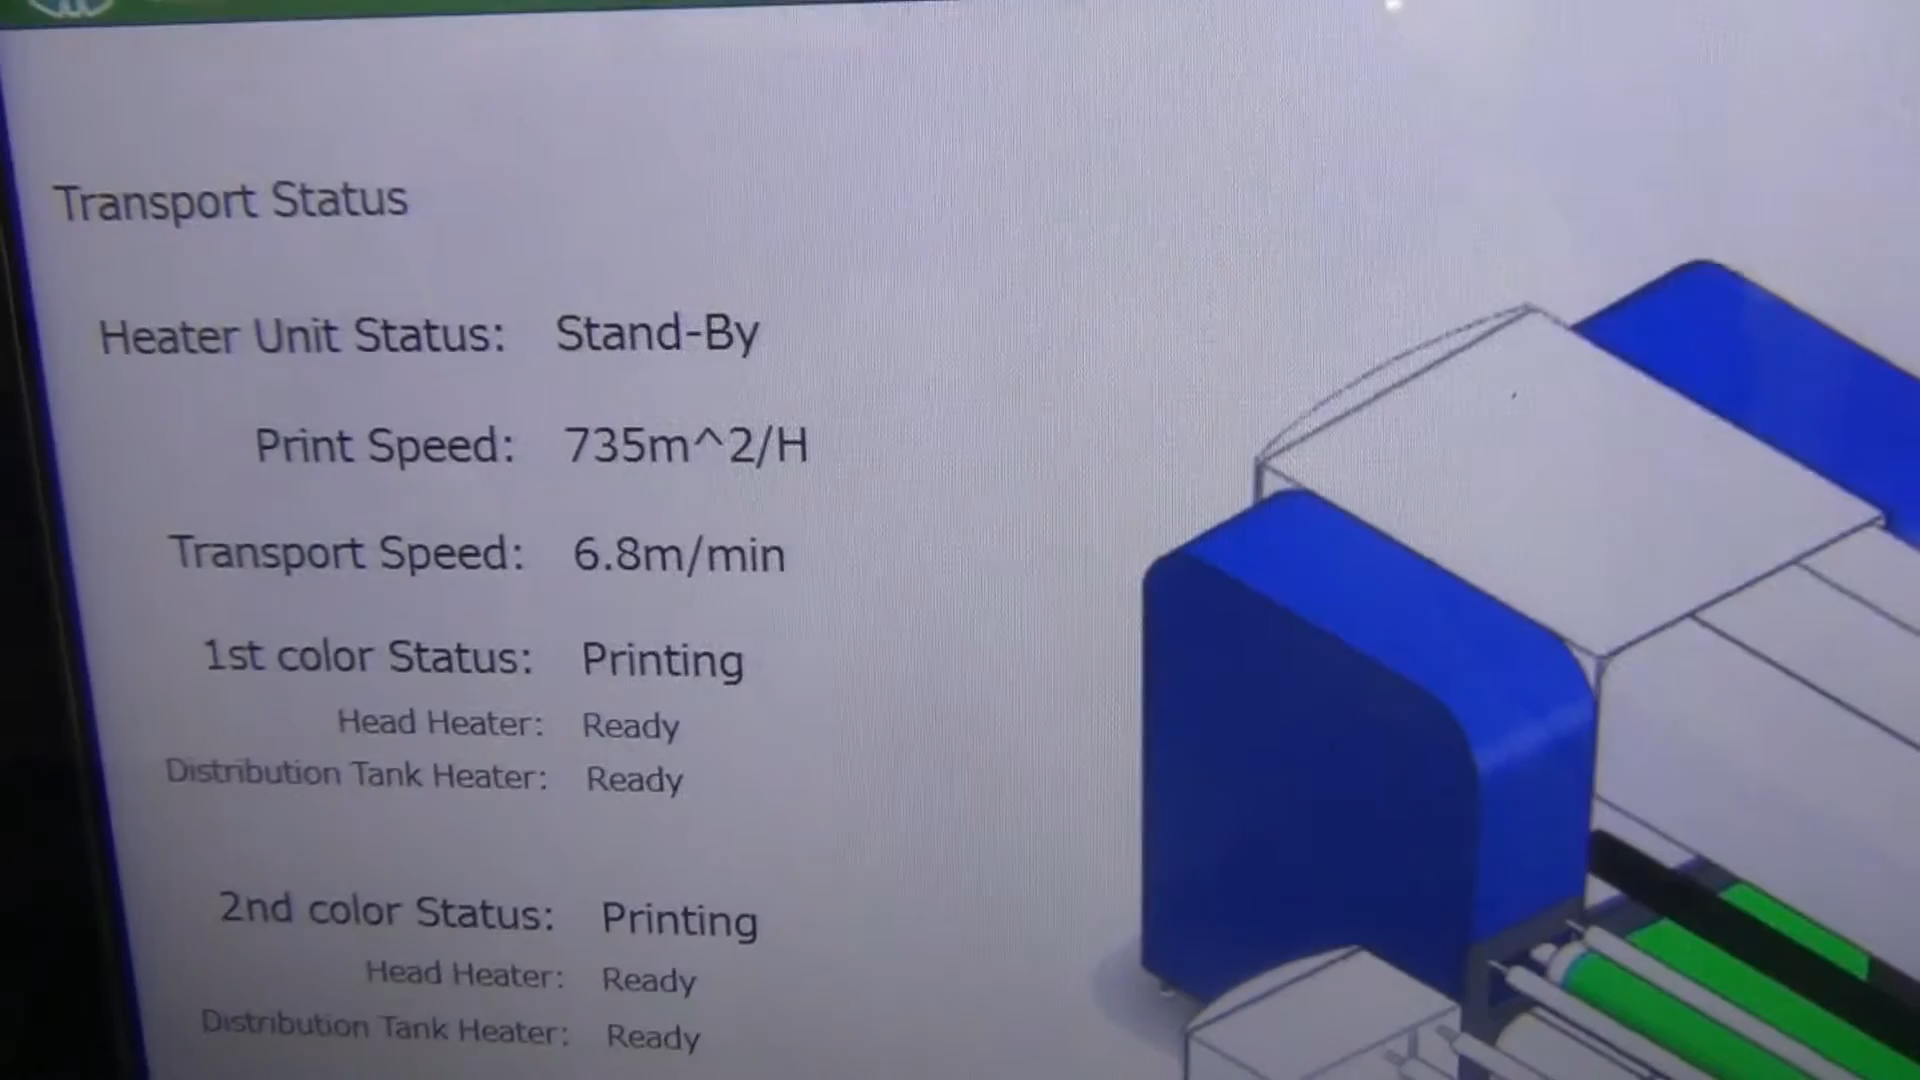 Transport Status
Heater Unit Status: Stand-By
Print Speed: 735m^2/H
Transport Speed: 6.8m/min
1st color Status: Printing
Head Heater: Ready
Distribution Tank Heater: Ready
2nd color Status: Printing
Head Heater: Ready
Distribution Tank Heater: Ready